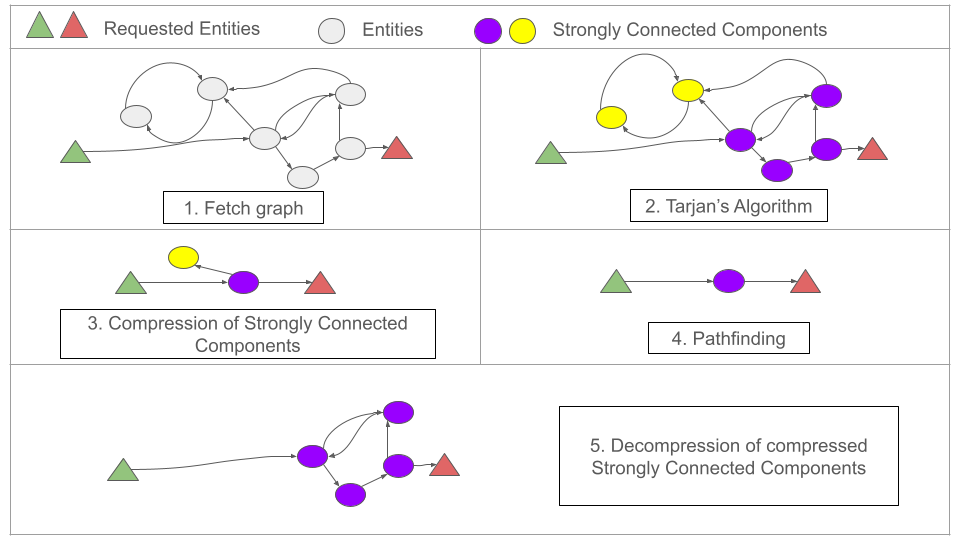 Requested Entities
Entities
Strongly Connected Components
1. Fetch graph
2. Tarjan's Algorithm
3. Compression of Strongly Connected
Components
4. Pathfinding
5. Decompression of compressed
Strongly Connected Components